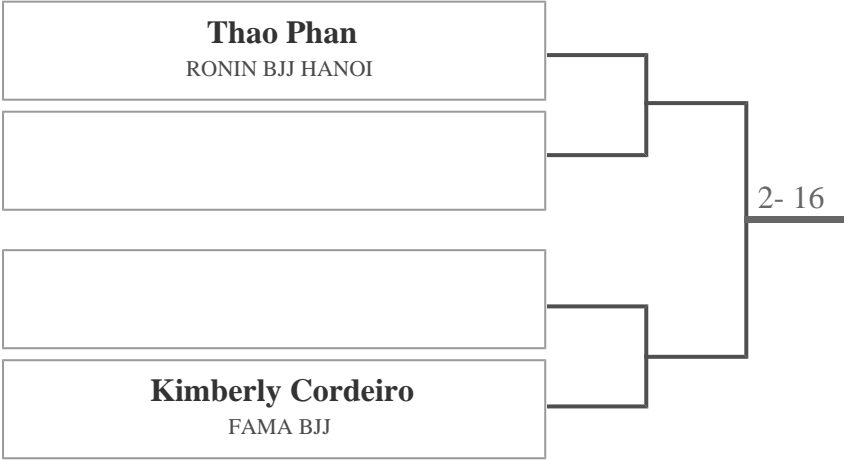 Thao Phan
RONIN BJJ HANOI
2- 16
Kimberly Cordeiro
FAMA BJJ